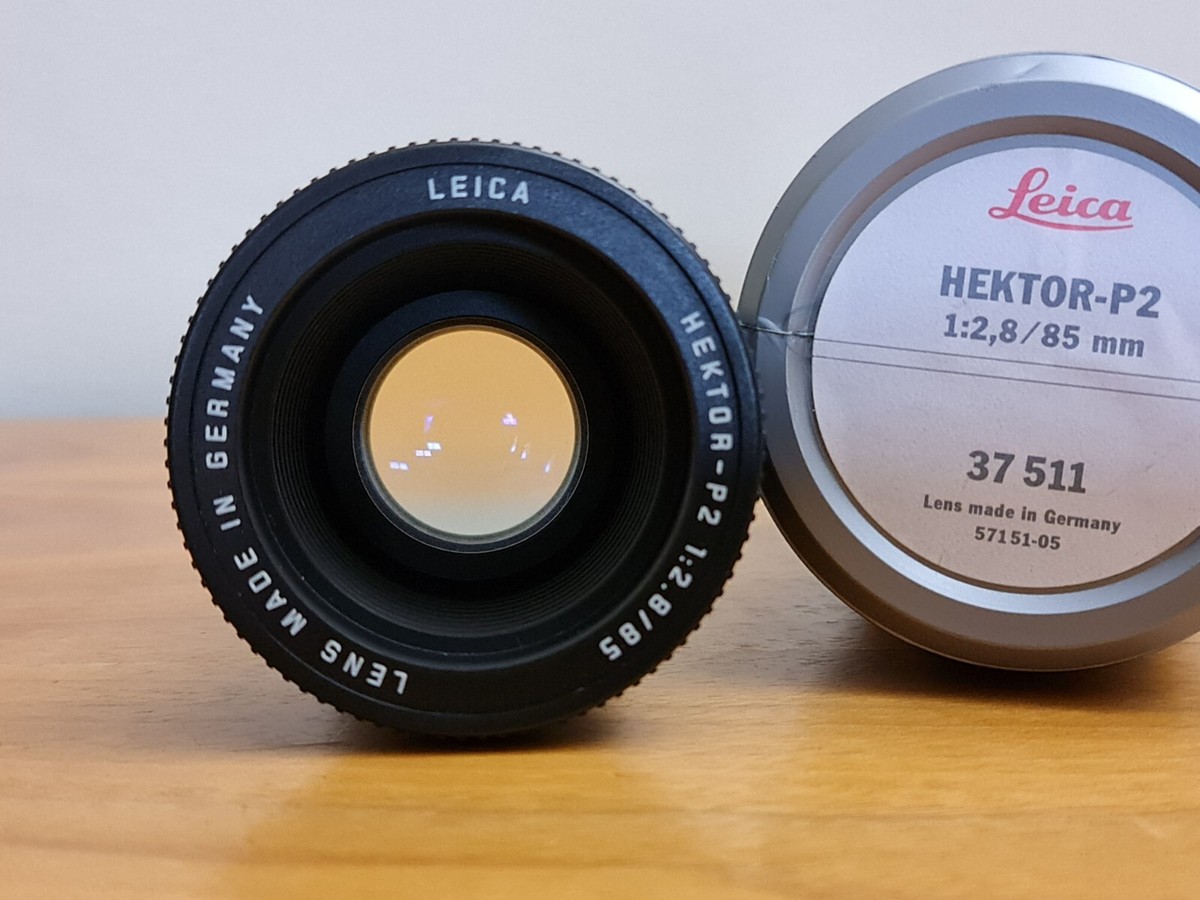 LEICA
HEKTOR-P2 1:2.8/85
LENS MADE IN GERMANY
Leica
HEKTOR-P2
1:2,8/85 mm
37 511
Lens made in Germany
57151-05